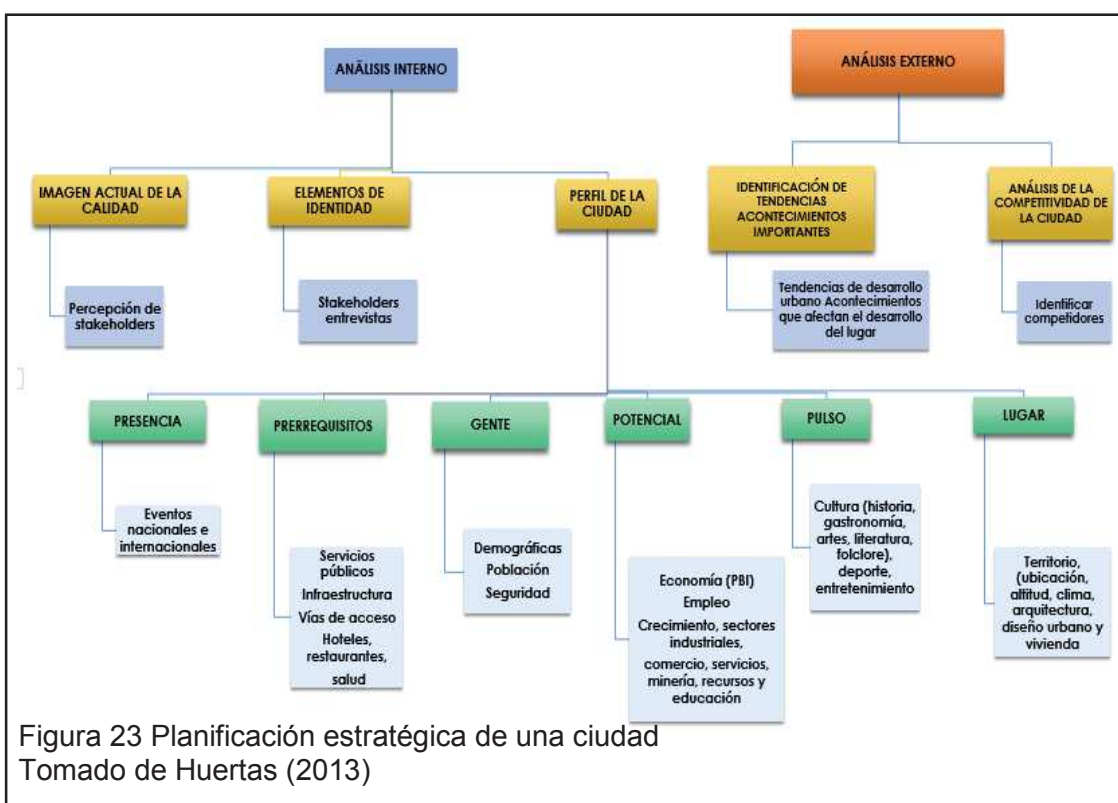 ANÁLISIS INTERNO
ANÁLISIS EXTERNO
IMAGEN ACTUAL DE LA
CALIDAD
ELEMENTOS DE
IDENTIDAD
PERFIL DE LA
CIUDAD
IDENTIFICACIÓN DE
TENDENCIAS
ACONTECIMIENTOS
IMPORTANTES
ANÁLISIS DE LA
COMPETITIVIDAD DE
LA CIUDAD
Percepción de
stakeholders
Stakeholders
entrevistas
Tendencias de desarrollo
urbano Acontecimientos
que afectan el desarrollo
del lugar
Identificar
competidores
PRESENCIA
PRERREQUISITOS
GENTE
POTENCIAL
PULSO
LUGAR
Eventos
nacionales e
internacionales
Servicios
públicos
Infraestructura
Vías de acceso
Hoteles,
restaurantes,
salud
Demográficas
Población
Seguridad
Economía (PBI)
Empleo
Crecimiento, sectores
industriales,
comercio, servicios,
minería, recursos y
educación
Cultura (historia,
gastronomía,
artes, literatura,
folclore),
deporte,
entretenimiento
Territorio,
(ubicación,
altitud, clima,
arquitectura,
diseño urbano y
vivienda
Figura 23 Planificación estratégica de una ciudad
Tomado de Huertas (2013)